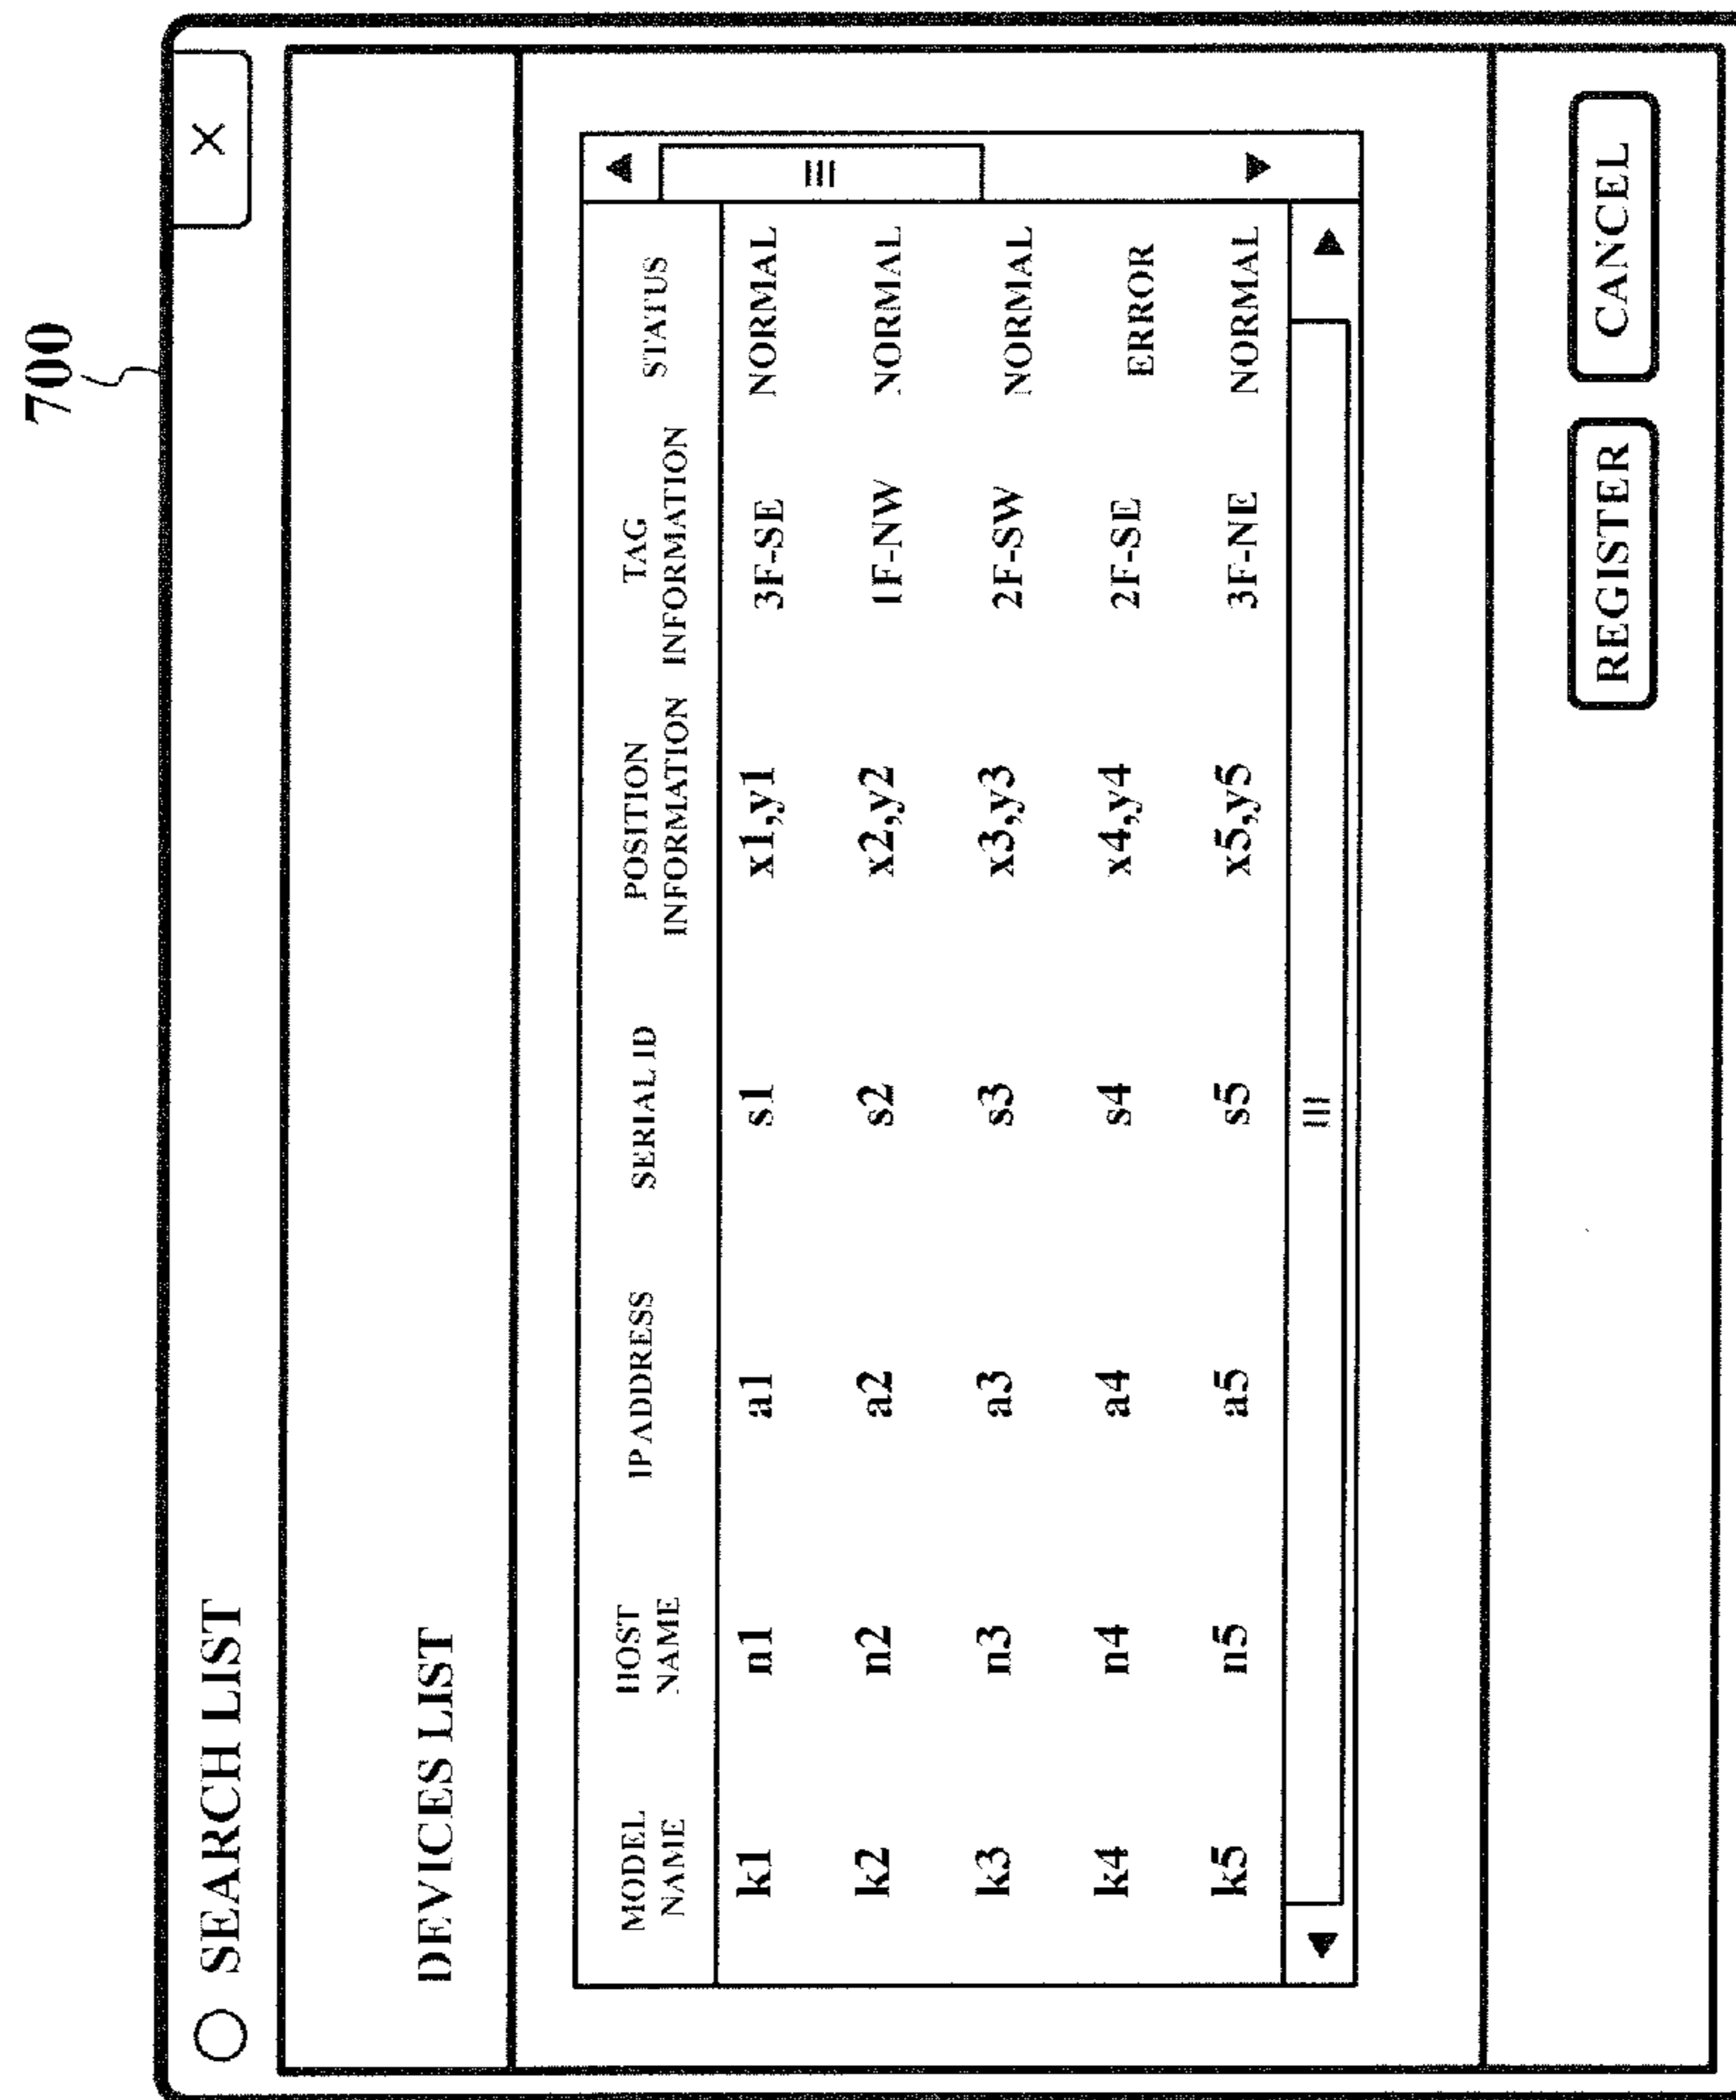 700
SEARCH LIST
X
DEVICES LIST
MODEL NAME HOST NAME IP ADDRESS SERIAL ID POSITION INFORMATION TAG INFORMATION STATUS
k1 n1 a1 s1 x1,y1 3F-SE NORMAL
k2 n2 a2 s2 x2,y2 1F-NW NORMAL
k3 n3 a3 s3 x3,y3 2F-SW NORMAL
k4 n4 a4 s4 x4,y4 2F-SE ERROR
k5 n5 a5 s5 x5,y5 3F-NE NORMAL
REGISTER CANCEL